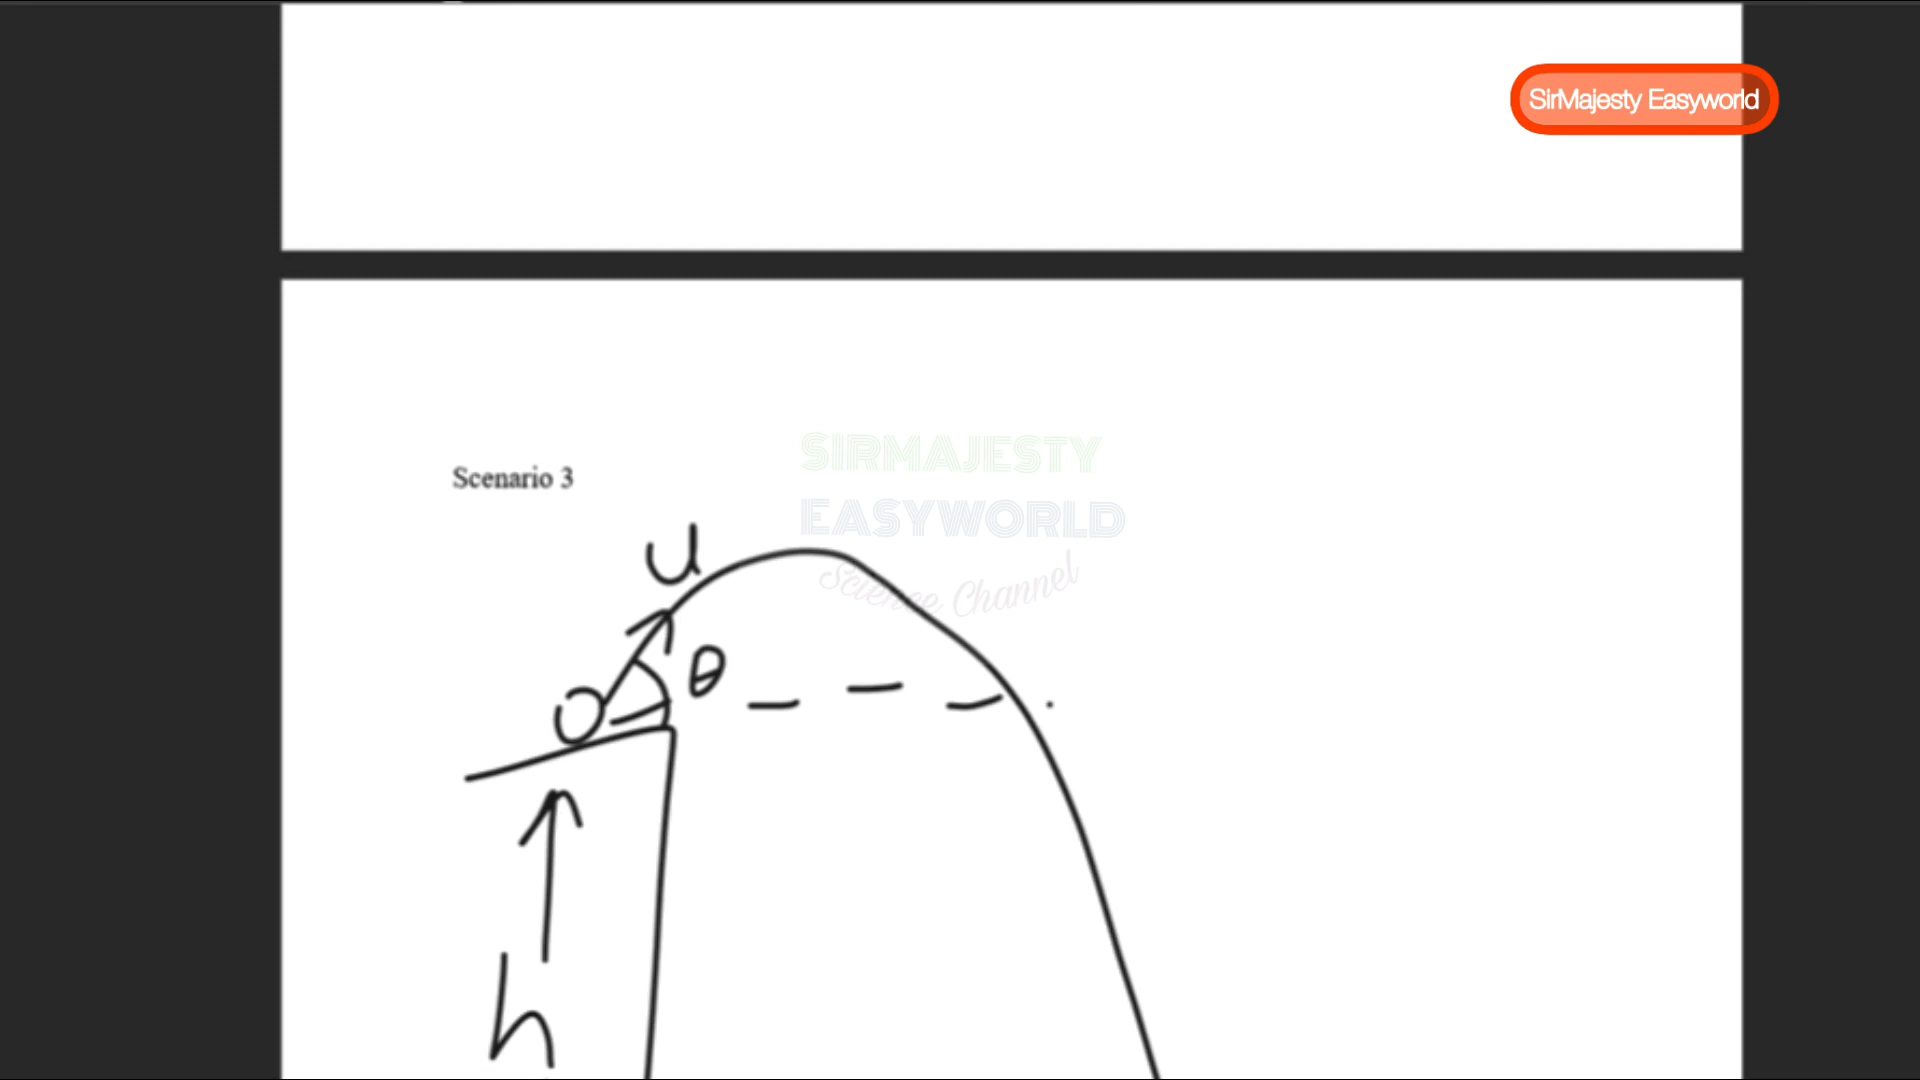 SirMajesty Easyworld
SIRMAJESTY
EASYWORLD
Science Channel
Scenario 3
u
θ
h